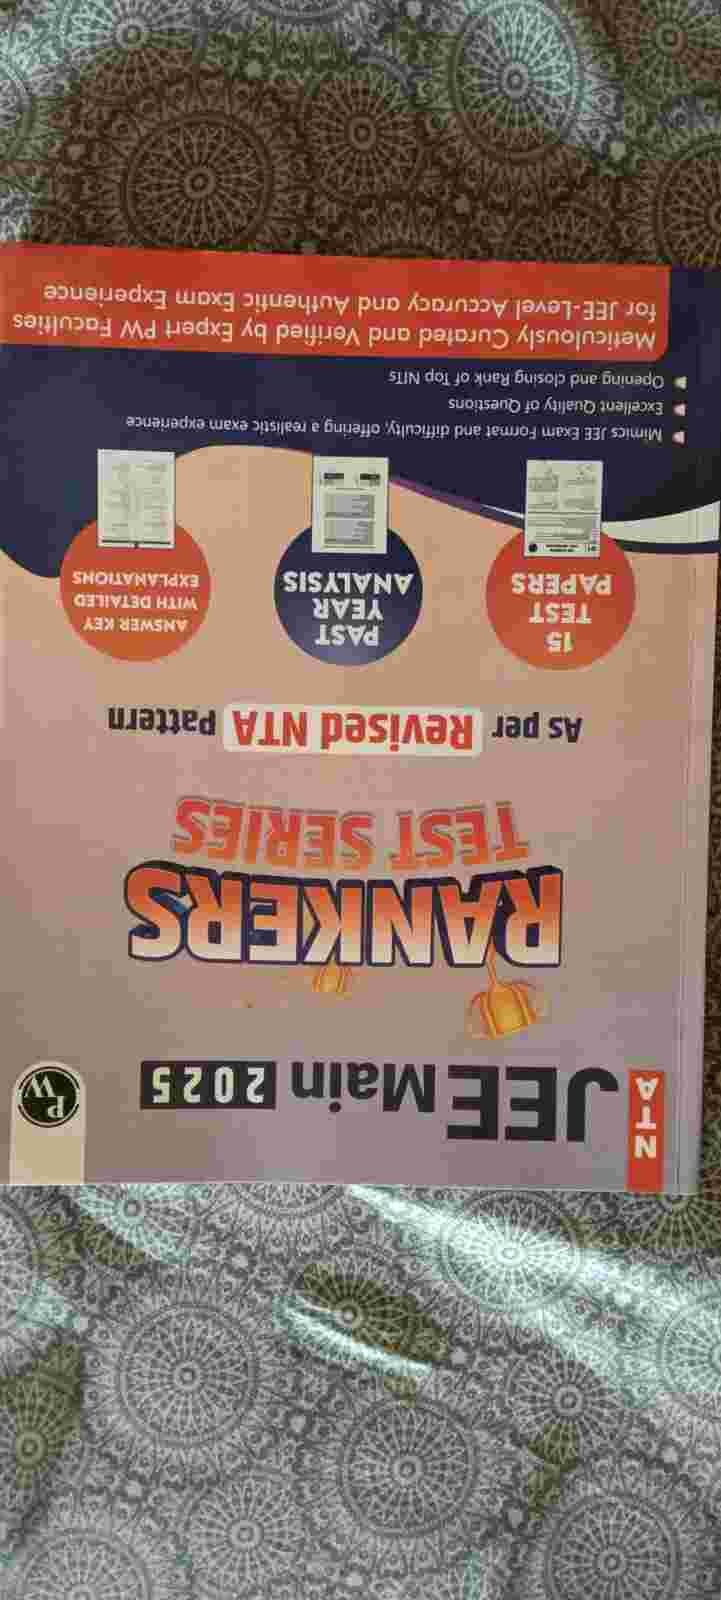 NTA
JEE Main 2025
PW
RANKERS
TEST SERIES
As per Revised NTA Pattern
15
TEST
PAPERS
PAST
YEAR
ANALYSIS
ANSWER KEY
WITH DETAILED
EXPLANATIONS
Mimics JEE Exam Format and difficulty, offering a realistic exam experience
Excellent Quality of Questions
Opening and closing Rank of Top NITs
Meticulously Curated and Verified by Expert PW Faculties
for JEE-Level Accuracy and Authentic Exam Experience